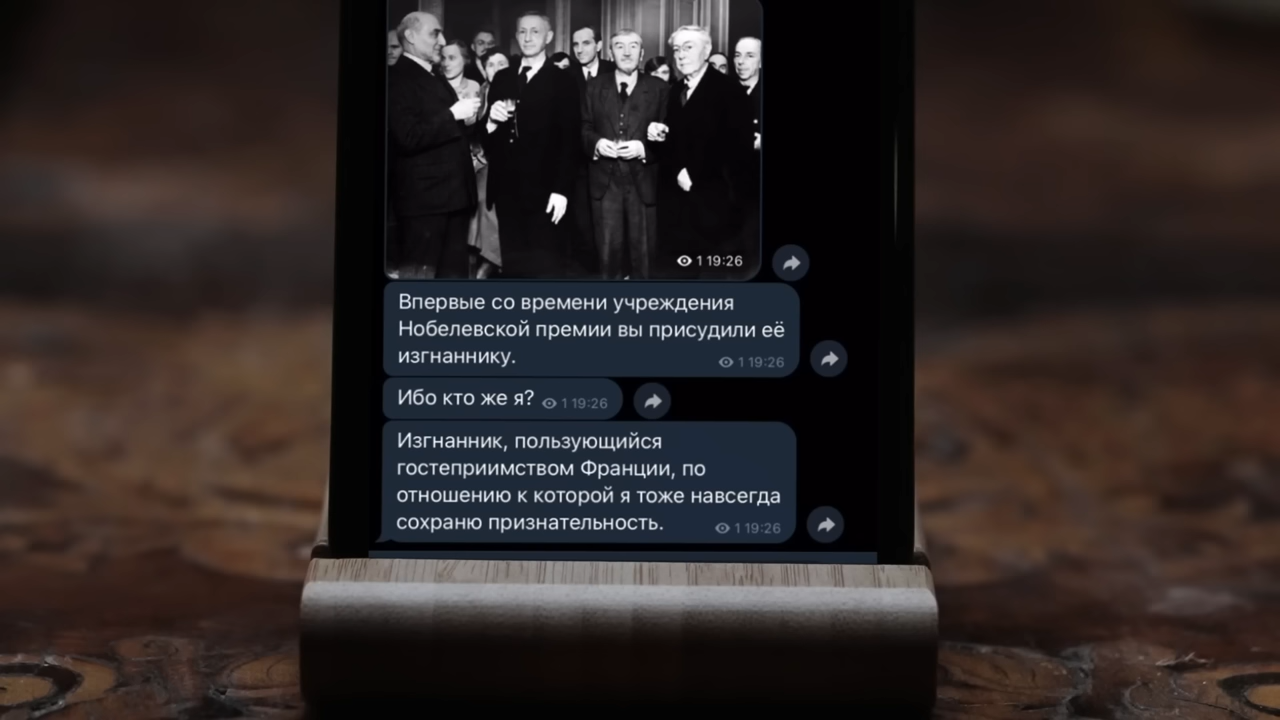 1 19:26
Впервые со времени учреждения
Нобелевской премии вы присудили её
изгнаннику.
1 19:26
Ибо кто же я? 1 19:26
Изгнанник, пользующийся
гостеприимством Франции, по
отношению к которой я тоже навсегда
сохраню признательность.
1 19:26